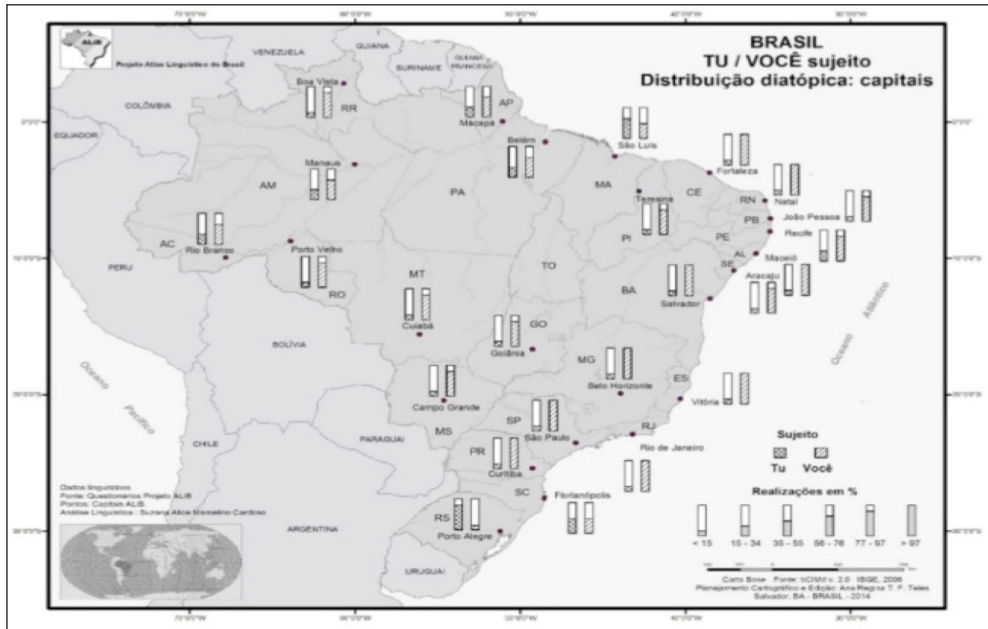 BRASIL
TU / VOCÊ sujeito
Distribuição diatópica: capitais
ALiB
Projeto Atlas Linguístico do Brasil
VENEZUELA
GUIANA
SURINAME
GUIANA
FRANCESA
COLÔMBIA
EQUADOR
PERU
BOLÍVIA
CHILE
PARAGUAI
ARGENTINA
URUGUAI
Boa Vista
RR
Macapá
AP
Belém
São Luís
Fortaleza
Manaus
AM
PA
MA
CE
Teresina
Natal
RN
João Pessoa
PB
Recife
PE
PI
AC
Rio Branco
Porto Velho
RO
MT
TO
AL
Maceió
SE
Aracaju
BA
Salvador
Cuiabá
GO
Goiânia
MG
Belo Horizonte
ES
Vitória
Campo Grande
MS
SP
São Paulo
RJ
Rio de Janeiro
PR
Curitiba
SC
Florianópolis
RS
Porto Alegre
Oceano
Pacífico
Oceano
Atlântico
Sujeito
Tu Você
Realizações em %
< 15 15 - 34 35 - 55 56 - 76 77 - 97 > 97
Dados linguísticos
Fonte: Questionários Projeto ALiB
Pontos: Capitais ALiB.
Análise Linguística : Suzana Alice Marcelino Cardoso
Carta Base - Fonte: bCIMd v. 2.0 IBGE, 2006
Planejamento Cartográfico e Edição: Ana Regina T. F. Teles
Salvador, BA - BRASIL - 2014